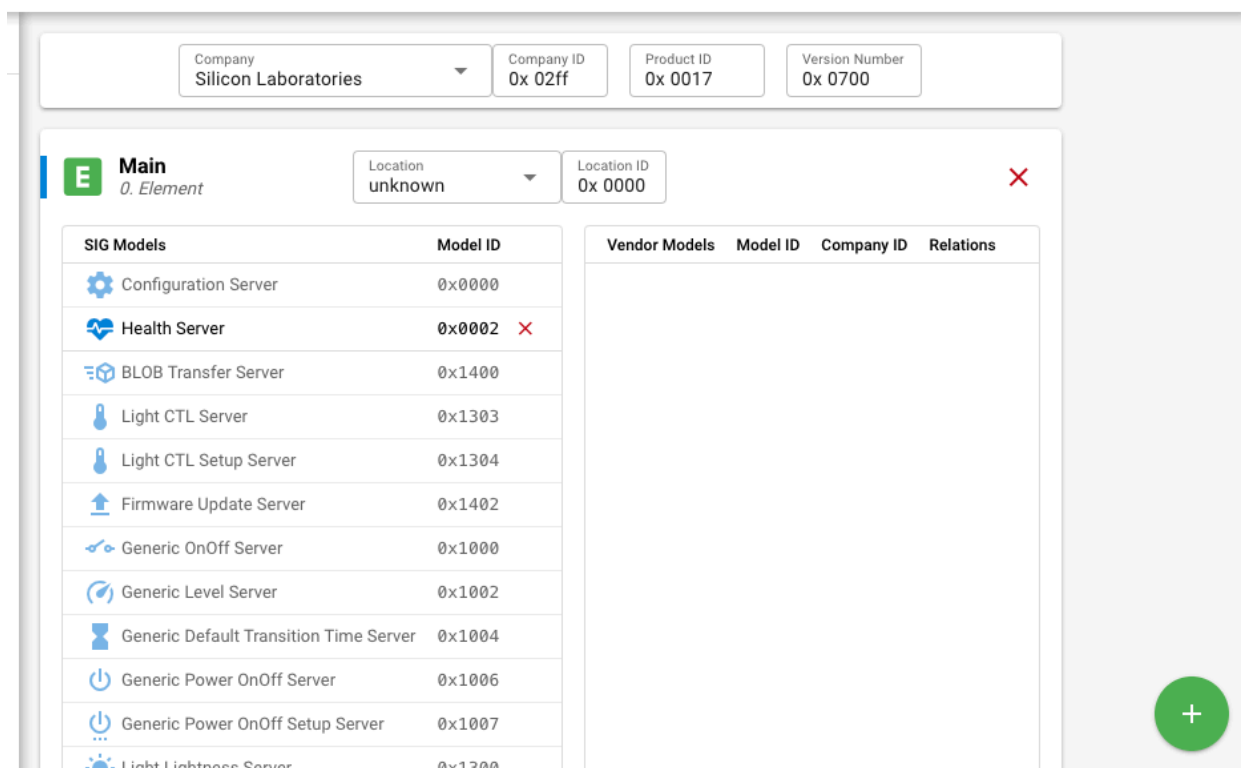 Company Company ID Product ID Version Number
Silicon Laboratories 0x 02ff 0x 0017 0x 0700
E
Main
0. Element
Location Location ID
unknown 0x 0000
SIG Models Model ID
Configuration Server 0x0000
Health Server 0x0002
BLOB Transfer Server 0x1400
Light CTL Server 0x1303
Light CTL Setup Server 0x1304
Firmware Update Server 0x1402
Generic OnOff Server 0x1000
Generic Level Server 0x1002
Generic Default Transition Time Server 0x1004
Generic Power OnOff Server 0x1006
Generic Power OnOff Setup Server 0x1007
Light Lightness Server 0x1300
Vendor Models Model ID Company ID Relations